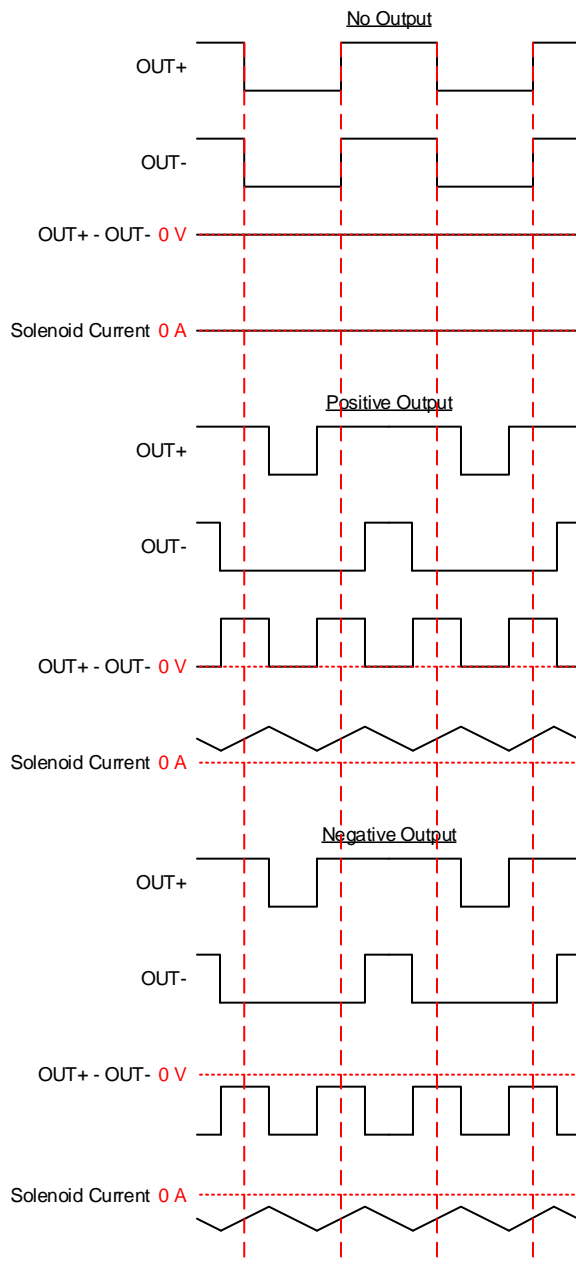 No Output
OUT+
OUT-
OUT+ - OUT- 0 V
Solenoid Current 0 A
Positive Output
OUT+
OUT-
OUT+ - OUT- 0 V
Solenoid Current 0 A
Negative Output
OUT+
OUT-
OUT+ - OUT- 0 V
Solenoid Current 0 A